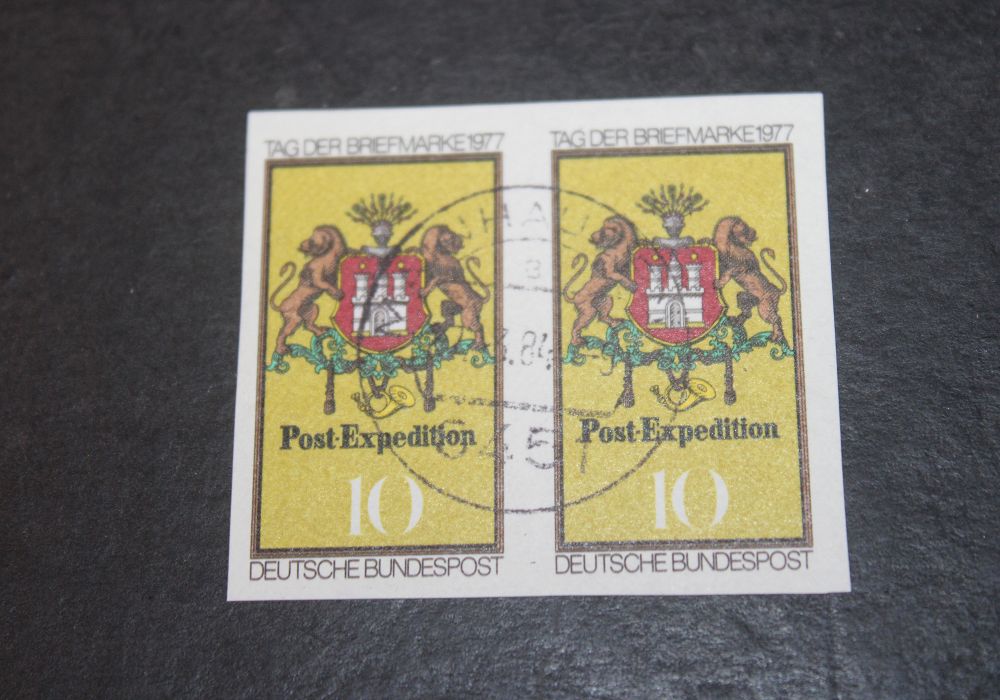 TAG DER BRIEFMARKE 1977
Post-Expedition
10
DEUTSCHE BUNDESPOST
TAG DER BRIEFMARKE 1977
Post-Expedition
10
DEUTSCHE BUNDESPOST